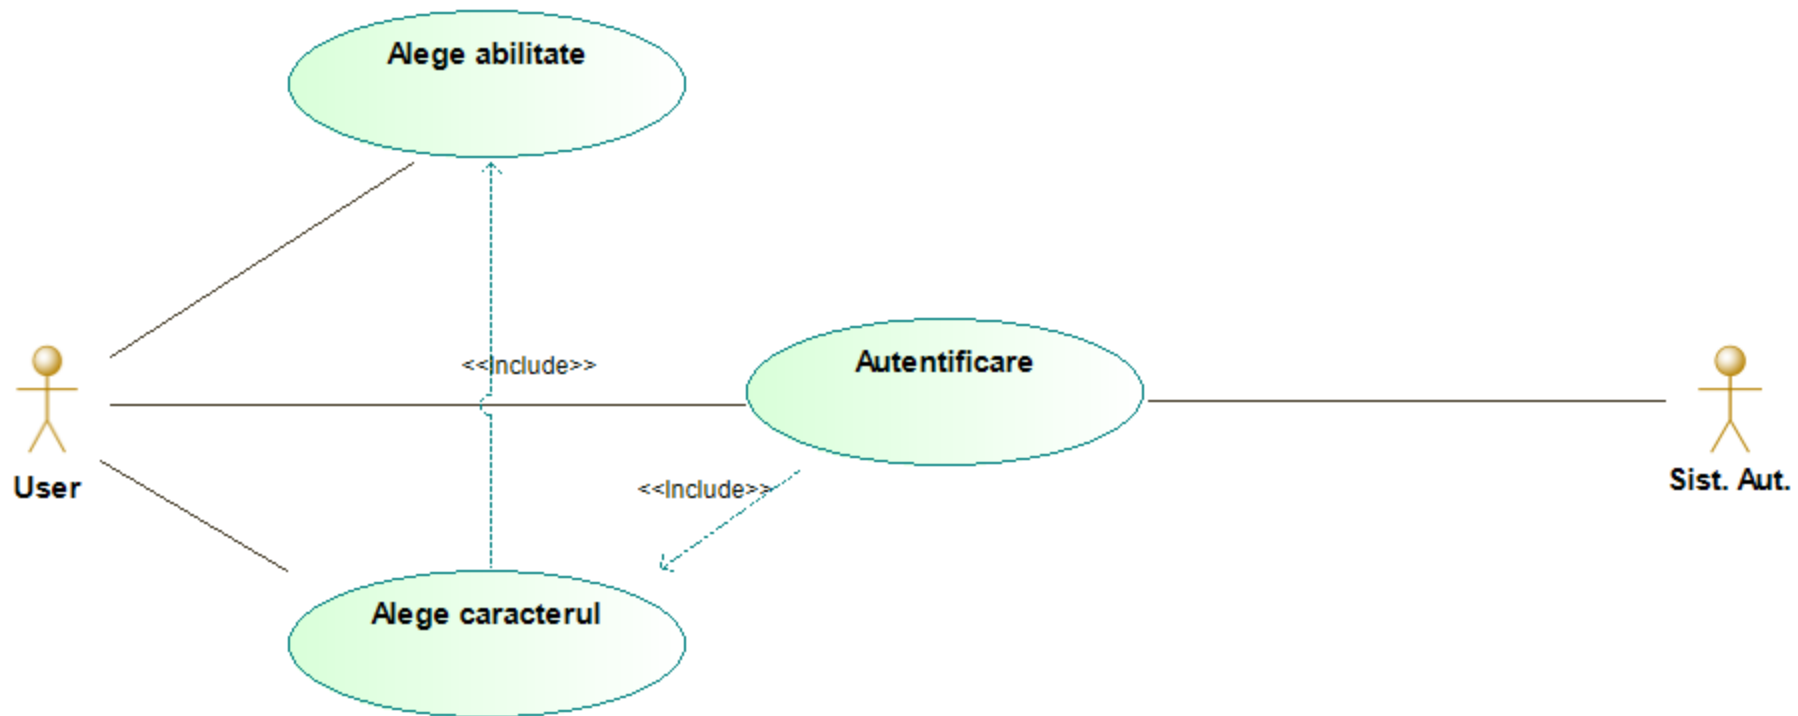 Alege abilitate
<<Include>>
Autentificare
<<Include>>
User
Sist. Aut.
Alege caracterul